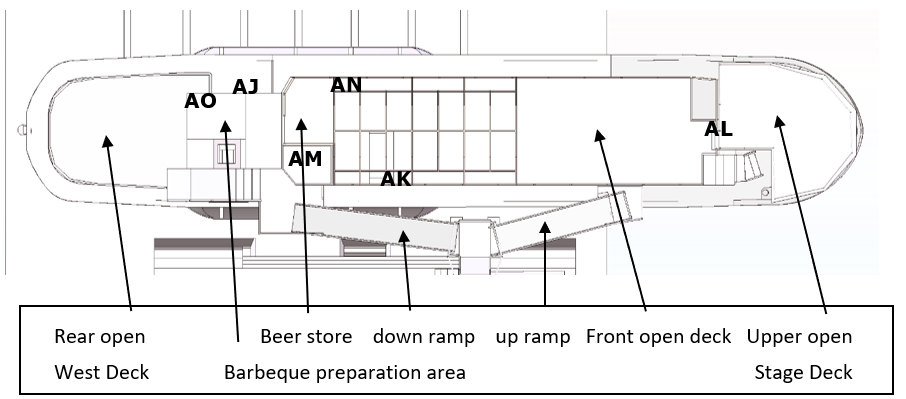 AN
AJ
AO
AL
AM
AK
Rear open Beer store down ramp up ramp Front open deck Upper open
West Deck Barbeque preparation area Stage Deck